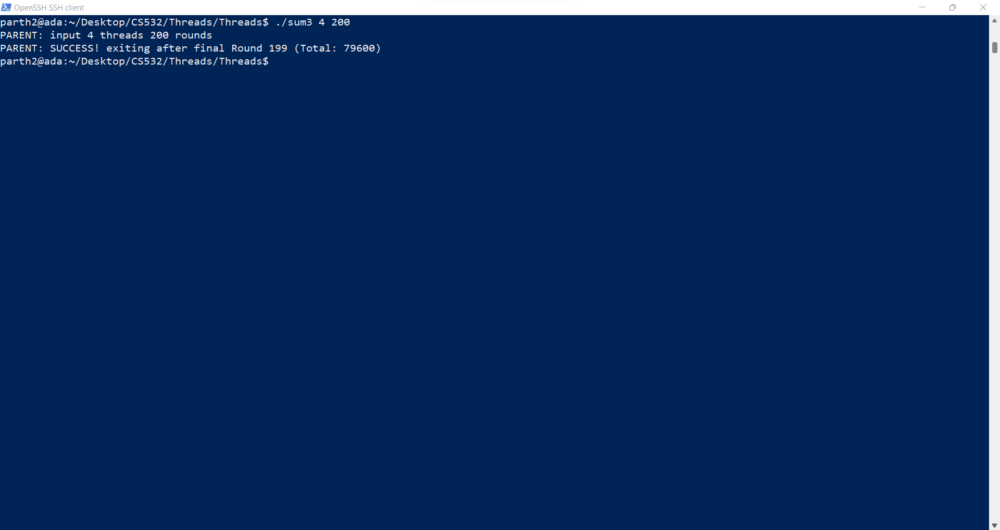 OpenSSH SSH client
parth2@ada:~/Desktop/CS532/Threads/Threads$ ./sum3 4 200
PARENT: input 4 threads 200 rounds
PARENT: SUCCESS! exiting after final Round 199 (Total: 79600)
parth2@ada:~/Desktop/CS532/Threads/Threads$